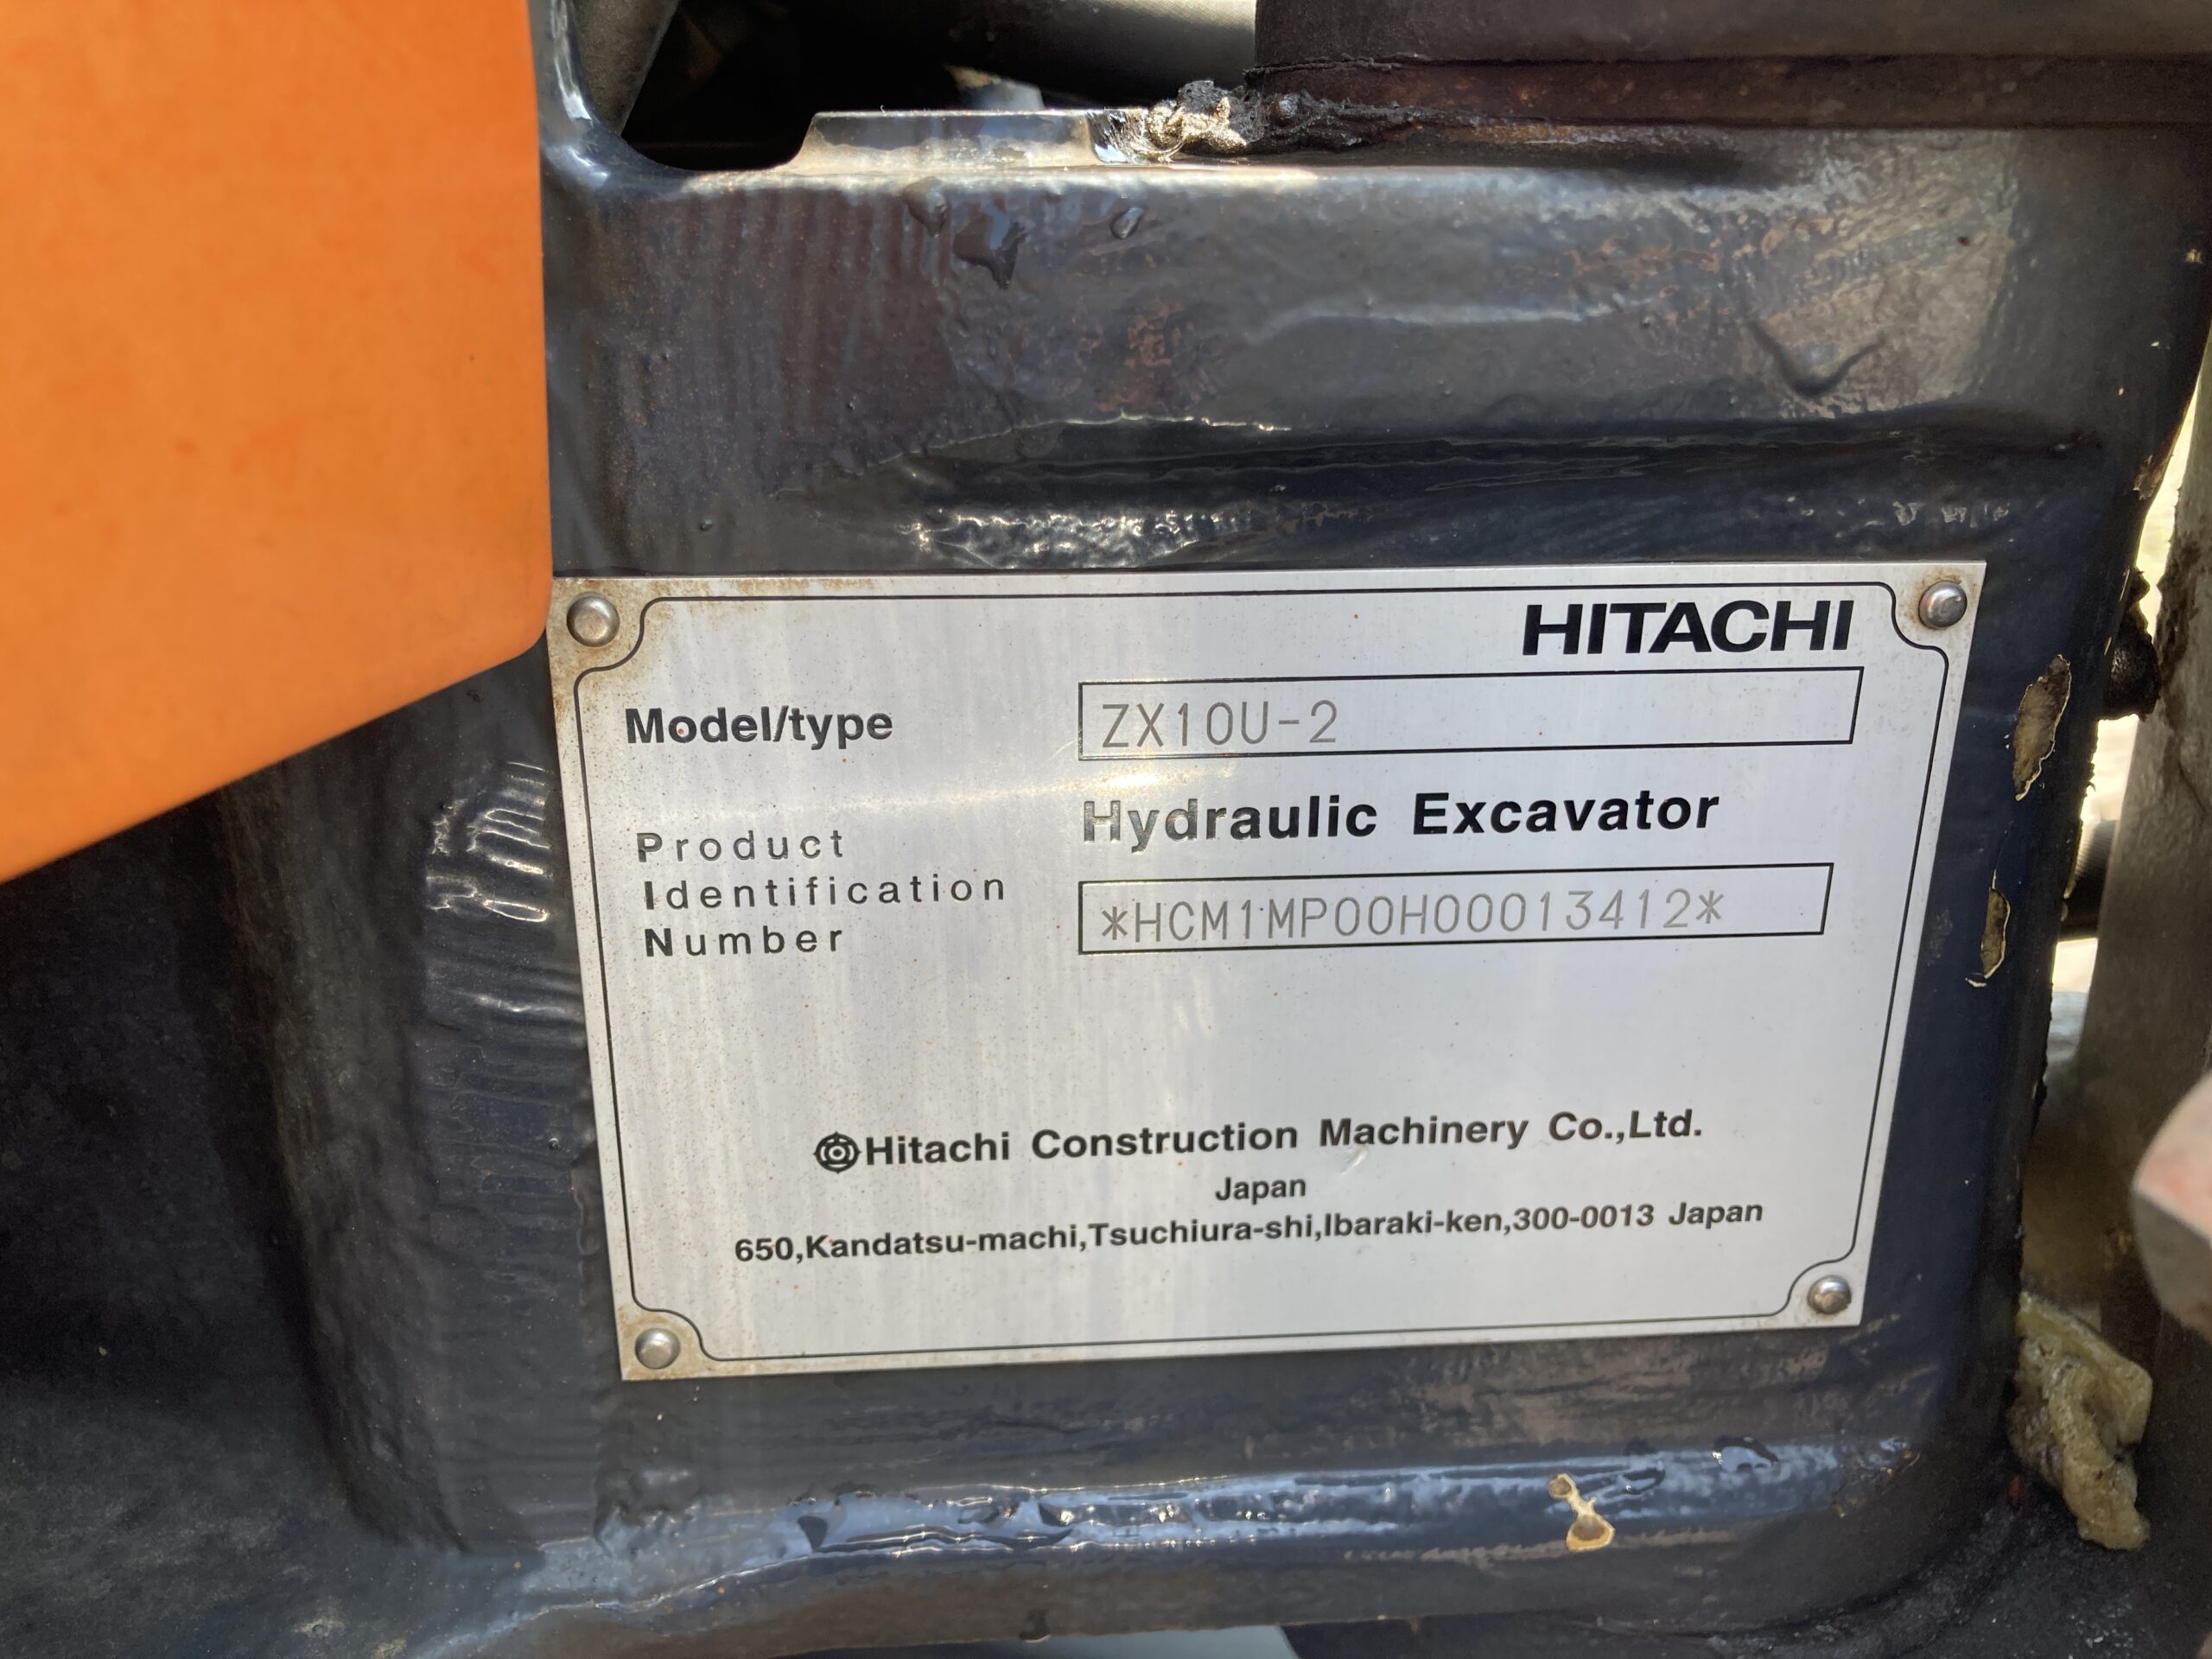 HITACHI
Model/type ZX10U-2
Hydraulic Excavator
Product
Identification
Number
*HCM1MP00H00013412*
Hitachi Construction Machinery Co.,Ltd.
Japan
650,Kandatsu-machi,Tsuchiura-shi,Ibaraki-ken,300-0013 Japan